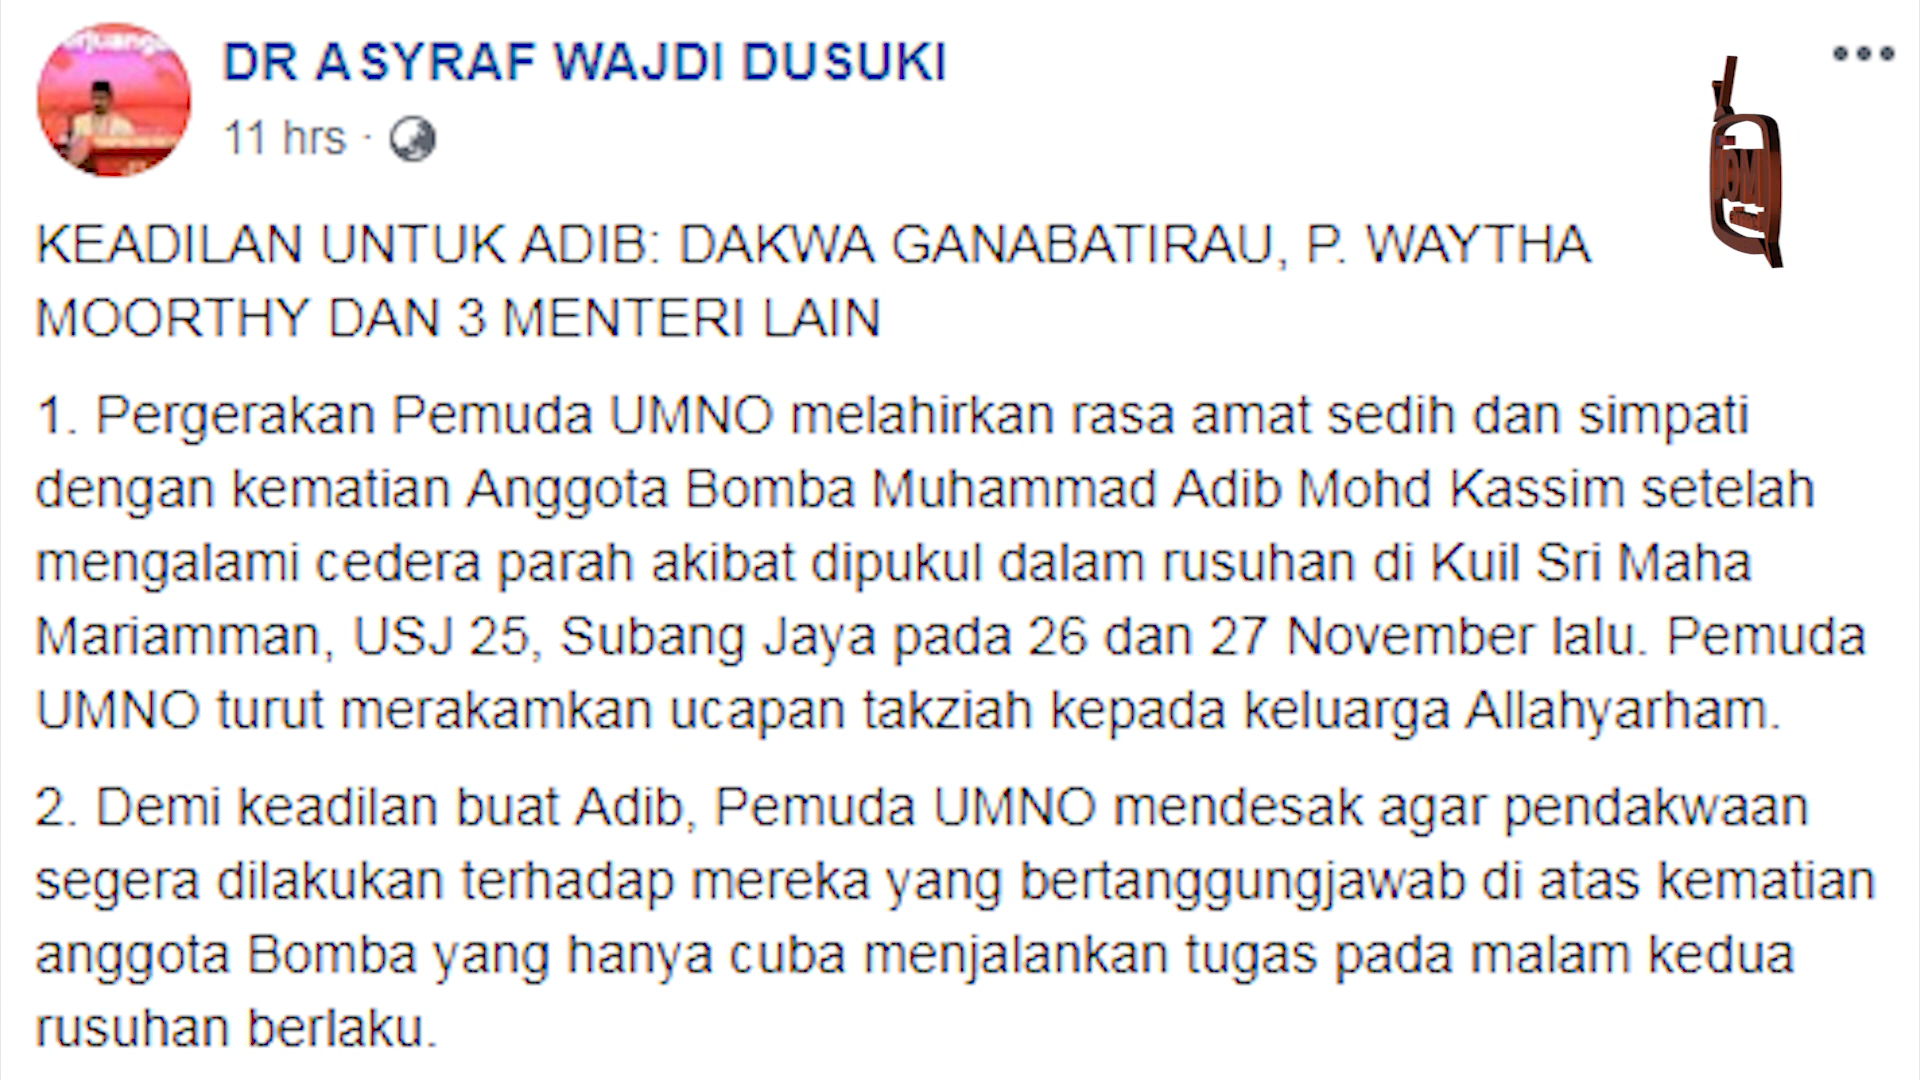 DR ASYRAF WAJDI DUSUKI
11 hrs ·
KEADILAN UNTUK ADIB: DAKWA GANABATIRAU, P. WAYTHA
MOORTHY DAN 3 MENTERI LAIN
1. Pergerakan Pemuda UMNO melahirkan rasa amat sedih dan simpati
dengan kematian Anggota Bomba Muhammad Adib Mohd Kassim setelah
mengalami cedera parah akibat dipukul dalam rusuhan di Kuil Sri Maha
Mariamman, USJ 25, Subang Jaya pada 26 dan 27 November lalu. Pemuda
UMNO turut merakamkan ucapan takziah kepada keluarga Allahyarham.
2. Demi keadilan buat Adib, Pemuda UMNO mendesak agar pendakwaan
segera dilakukan terhadap mereka yang bertanggungjawab di atas kematian
anggota Bomba yang hanya cuba menjalankan tugas pada malam kedua
rusuhan berlaku.